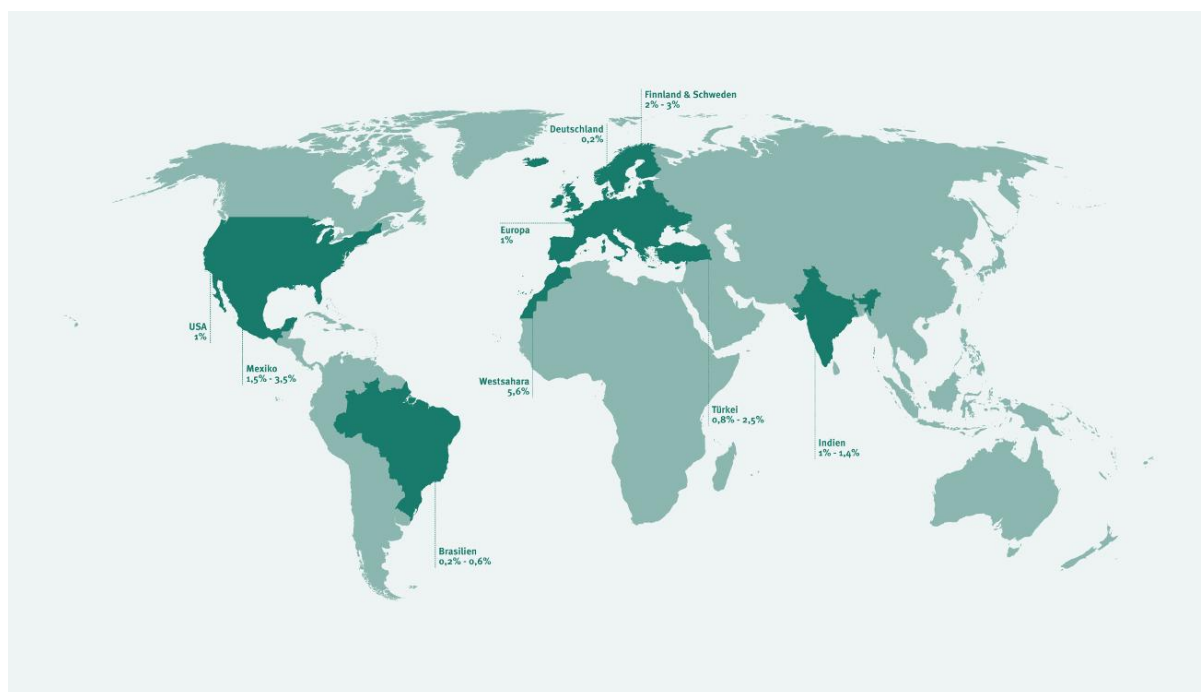 Finnland & Schweden
2% - 3%
Deutschland
0,2%
Europa
1%
USA
1%
Mexiko
1,5% - 3,5%
Westsahara
5,6%
Türkei
0,8% - 2,5%
Indien
1% - 1,4%
Brasilien
0,2% - 0,6%